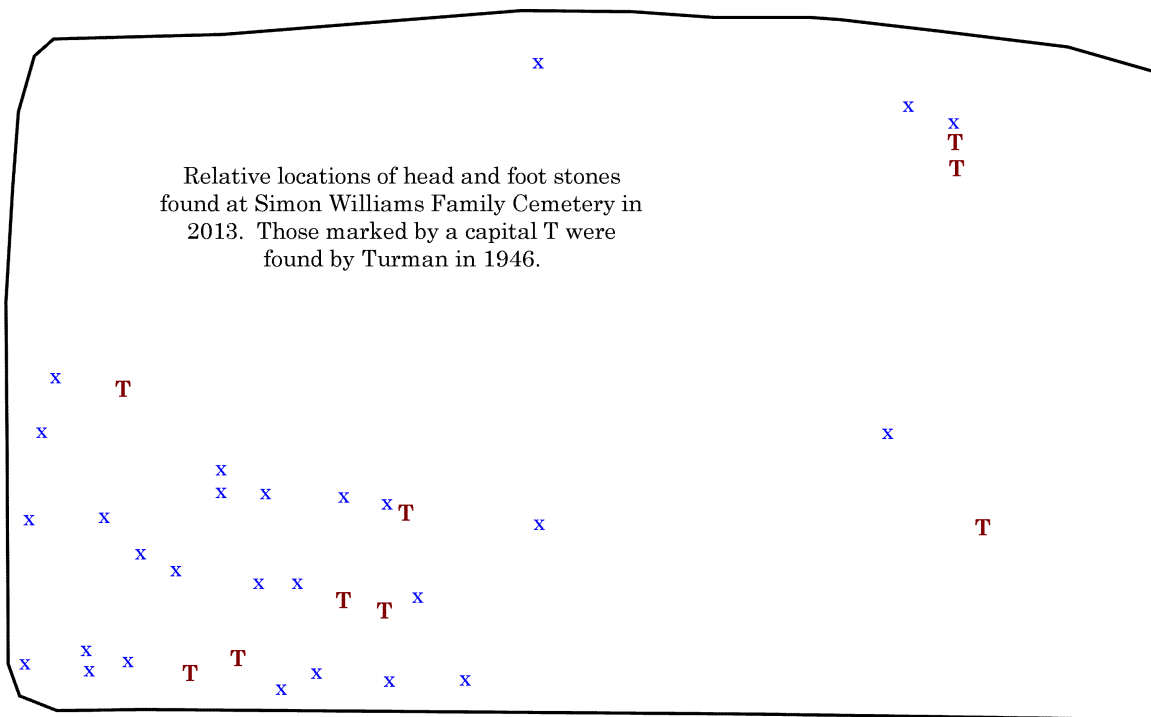 x
x
x
T
T
Relative locations of head and foot stones
found at Simon Williams Family Cemetery in
2013. Those marked by a capital T were
found by Turman in 1946.
x
T
x
x
x
x x x x T
x x x T
x
x
x x T T x
x x T T
x x x x x x